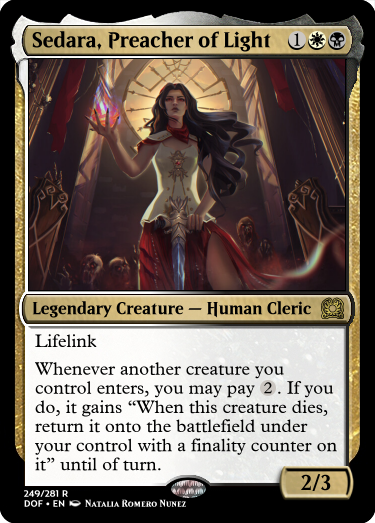 Sedara, Preacher of Light 1
Legendary Creature — Human Cleric
Lifelink
Whenever another creature you
control enters, you may pay 2. If you
do, it gains “When this creature dies,
return it onto the battlefield under
your control with a finality counter on
it” until of turn.
2/3
249/281 R
DOF • EN Natalia Romero Nunez